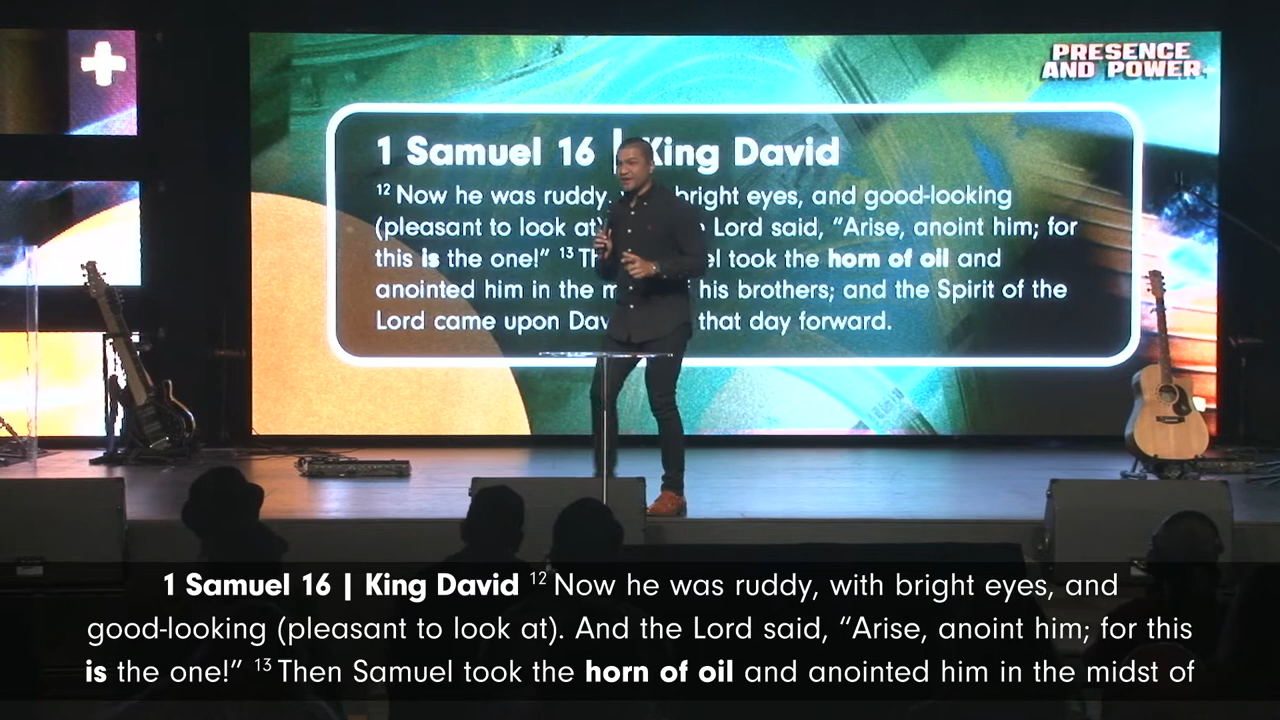 PRESENCE
AND POWER
1 Samuel 16 | King David
12 Now he was ruddy, bright eyes, and good-looking
(pleasant to look at) Lord said, “Arise, anoint him; for
this is the one!” 13 took the horn of oil and
anointed him in the his brothers; and the Spirit of the
Lord came upon that day forward.
1 Samuel 16 | King David 12 Now he was ruddy, with bright eyes, and
good-looking (pleasant to look at). And the Lord said, “Arise, anoint him; for this
is the one!” 13 Then Samuel took the horn of oil and anointed him in the midst of